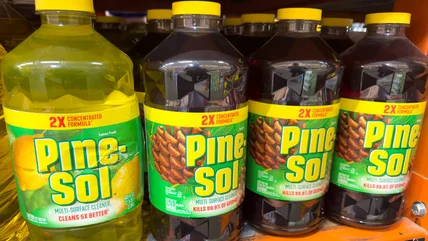 2X CONCENTRATED
FORMULA*
Pine-
Sol
MULTI-SURFACE CLEANER
CLEANS 5X BETTER*
2X CONCENTRATED
FORMULA*
Pine-
Sol
MULTI-SURFACE CLEANER
KILLS 99.9% OF GERMS
2X CONCENTRATED
FORMULA*
Pine-
Sol
MULTI-SURFACE CLEANER
KILLS 99.9% OF GERMS
2X CONCENTRATED
FORMULA*
Pine-
Sol
MULTI-SURFACE CLEANER
KILLS 99.9% OF GERMS